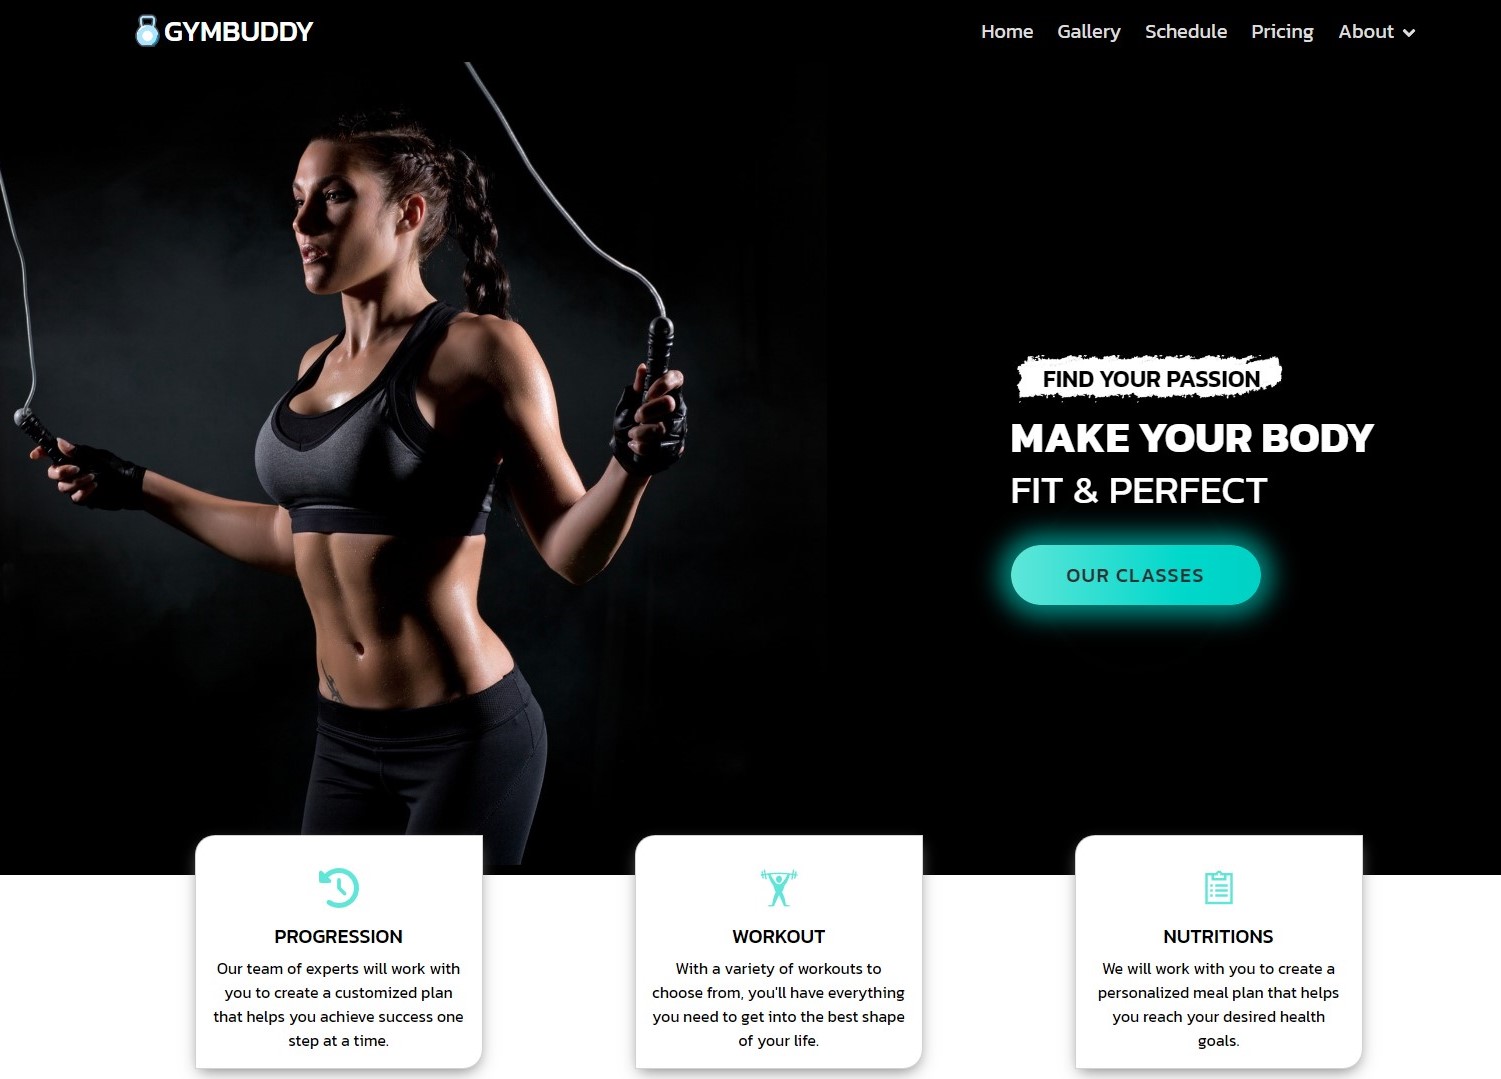 GYMBUDDY
Home Gallery Schedule Pricing About
FIND YOUR PASSION
MAKE YOUR BODY
FIT & PERFECT
OUR CLASSES
PROGRESSION
Our team of experts will work with
you to create a customized plan
that helps you achieve success one
step at a time.
WORKOUT
With a variety of workouts to
choose from, you'll have everything
you need to get into the best shape
of your life.
NUTRITIONS
We will work with you to create a
personalized meal plan that helps
you reach your desired health
goals.